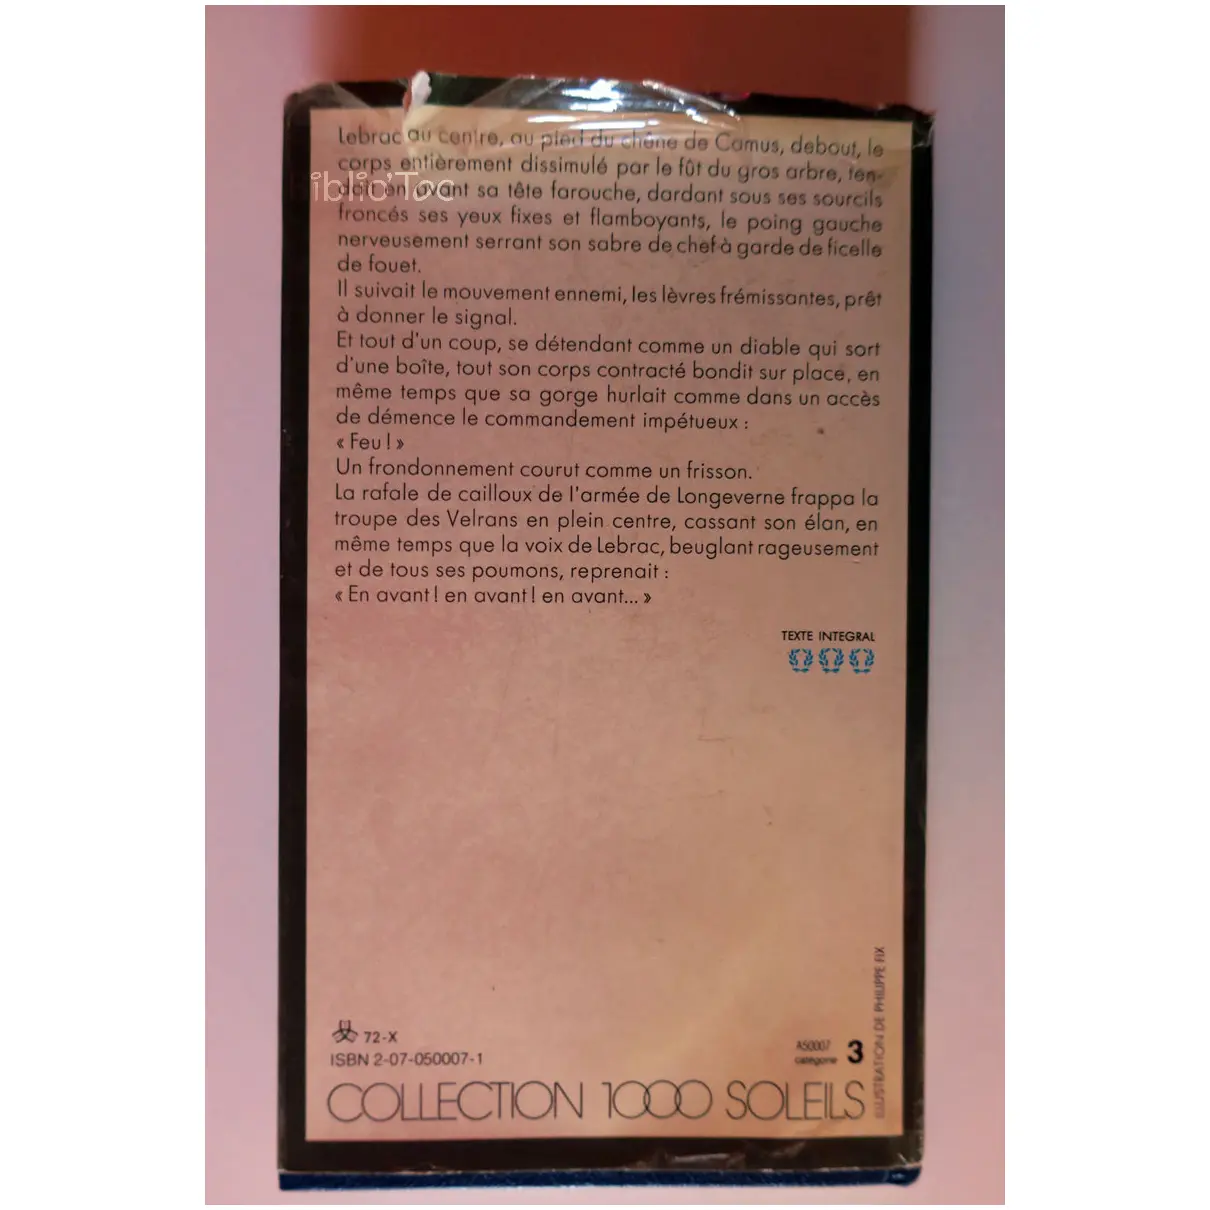 Lebrac au centre, au pied du chêne de Camus, debout, le
corps entièrement dissimulé par le fût du gros arbre, ten-
dait en avant sa tête farouche, dardant sous ses sourcils
froncés ses yeux fixes et flamboyants, le poing gauche
nerveusement serrant son sabre de chef à garde de ficelle
de fouet.
Il suivait le mouvement ennemi, les lèvres frémissantes, prêt
à donner le signal.
Et tout d'un coup, se détendant comme un diable qui sort
d'une boîte, tout son corps contracté bondit sur place, en
même temps que sa gorge hurlait comme dans un accès
de démence le commandement impétueux :
« Feu ! »
Un frondonnement courut comme un frisson.
La rafale de cailloux de l'armée de Longeverne frappa la
troupe des Velrans en plein centre, cassant son élan, en
même temps que la voix de Lebrac, beuglant rageusement
et de tous ses poumons, reprenait :
« En avant ! en avant ! en avant... »
TEXTE INTEGRAL
72-X
ISBN 2-07-050007-1
A50007
catégorie 3
COLLECTION 1000 SOLEILS
ILLUSTRATION DE PHILIPPE FIX
Biblio'Toc